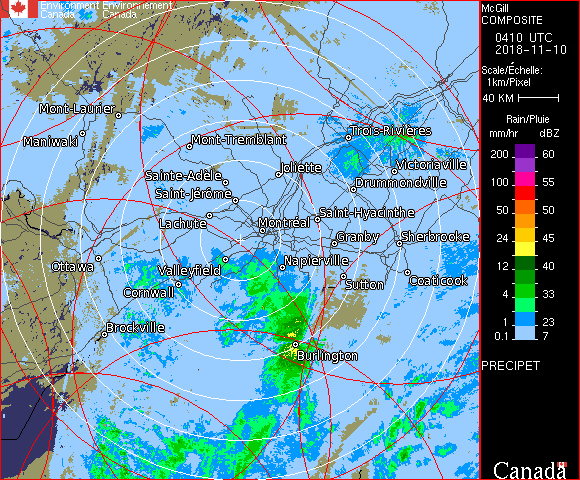 Environment Environnement
Canada Canada
McGill
COMPOSITE
0410 UTC
2018-11-10
Scale/Échelle:
1km/Pixel
40 KM
Rain/Pluie
mm/hr dBZ
200 60
100 55
50 50
24 45
12 40
4 33
1 23
0.1 7
PRECIPET
Canada
Mont-Laurier
Maniwaki
Mont-Tremblant
Trois-Rivières
Joliette
Victoriaville
Sainte-Adèle
Drummondville
Saint-Jérôme
Lachute
Saint-Hyacinthe
Montréal
Granby
Sherbrooke
Ottawa
Valleyfield
Napierville
Coaticook
Sutton
Cornwall
Brockville
Burlington